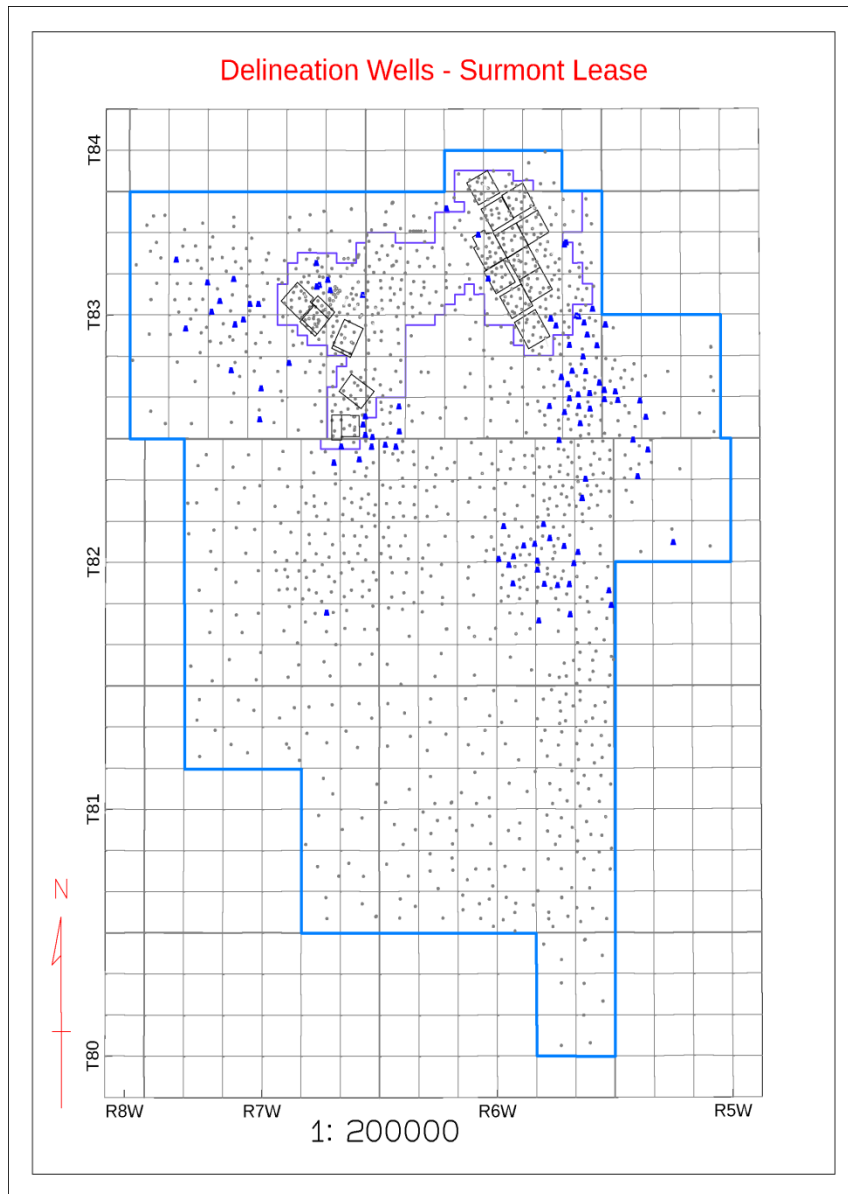 Delineation Wells - Surmont Lease
T84
T83
T82
T81
N
T80
R8W R7W R6W R5W
1: 200000